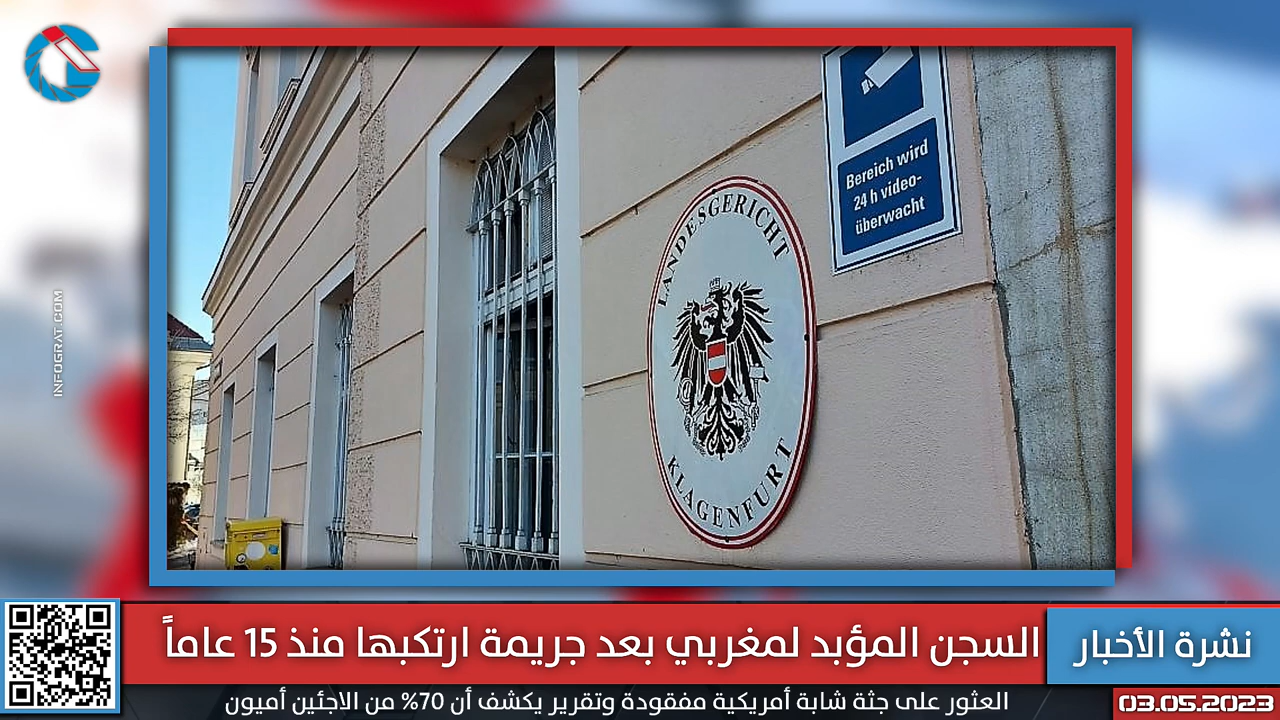 Bereich wird
24 h video-
überwacht
LANDESGERICHT
KLAGENFURT
INFOGRAT.COM
نشرة الأخبار
السجن المؤبد لمغربي بعد جريمة ارتكبها منذ 15 عاماً
العثور على جثة شابة أمريكية مفقودة وتقرير يكشف أن 70% من الاجئين أميون
03.05.2023